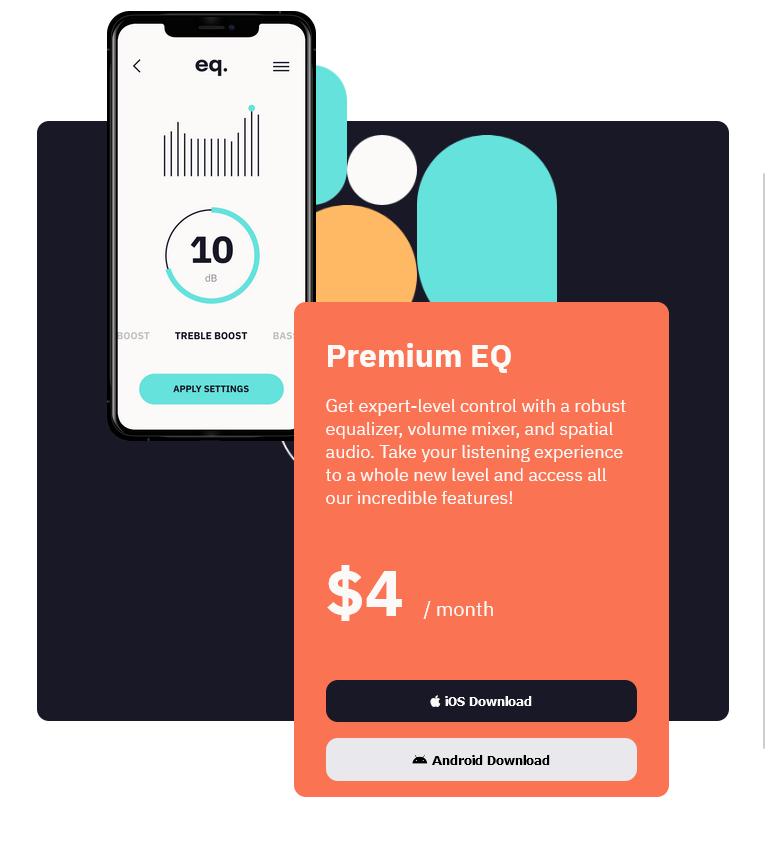 eq.
10
dB
BOOST TREBLE BOOST BAS
APPLY SETTINGS
Premium EQ
Get expert-level control with a robust
equalizer, volume mixer, and spatial
audio. Take your listening experience
to a whole new level and access all
our incredible features!
$4 / month
iOS Download
Android Download